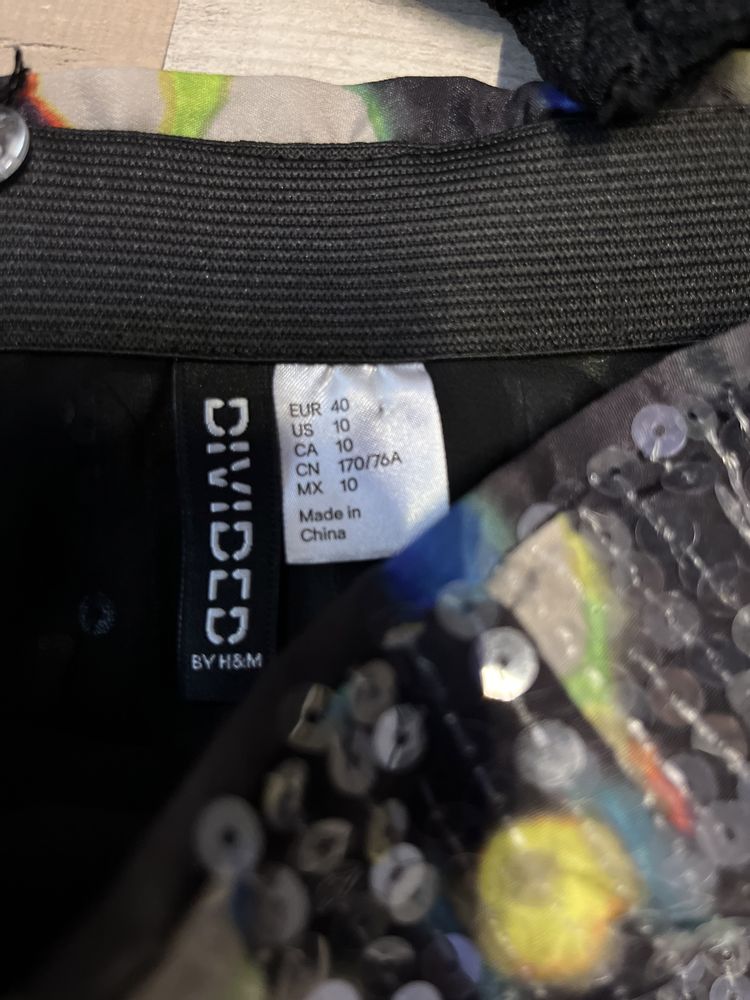 DIVIDED
BY H&M
EUR 40
US 10
CA 10
CN 170/76A
MX 10
Made in
China